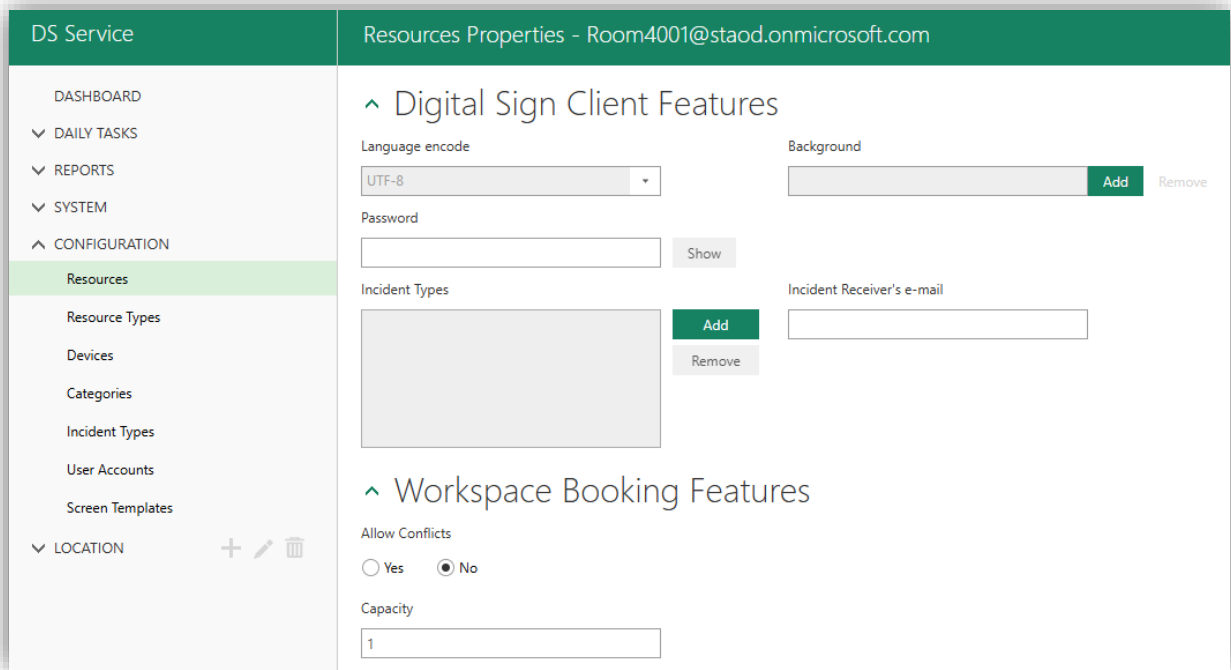 DS Service
Resources Properties - Room4001@staod.onmicrosoft.com
DASHBOARD
DAILY TASKS
REPORTS
SYSTEM
CONFIGURATION
Resources
Resource Types
Devices
Categories
Incident Types
User Accounts
Screen Templates
LOCATION
Digital Sign Client Features
Language encode
Background
UTF-8
Add
Remove
Password
Show
Incident Types
Incident Receiver's e-mail
Add
Remove
Workspace Booking Features
Allow Conflicts
Yes
No
Capacity
1